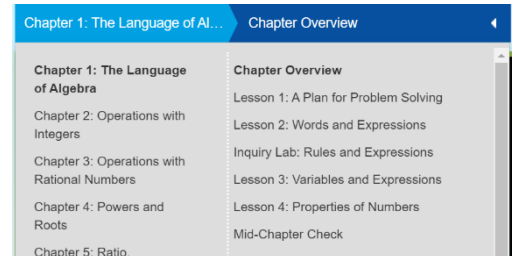 Chapter 1: The Language of Al...
Chapter Overview
Chapter 1: The Language
of Algebra
Chapter 2: Operations with
Integers
Chapter 3: Operations with
Rational Numbers
Chapter 4: Powers and
Roots
Chapter 5: Ratio,
Chapter Overview
Lesson 1: A Plan for Problem Solving
Lesson 2: Words and Expressions
Inquiry Lab: Rules and Expressions
Lesson 3: Variables and Expressions
Lesson 4: Properties of Numbers
Mid-Chapter Check